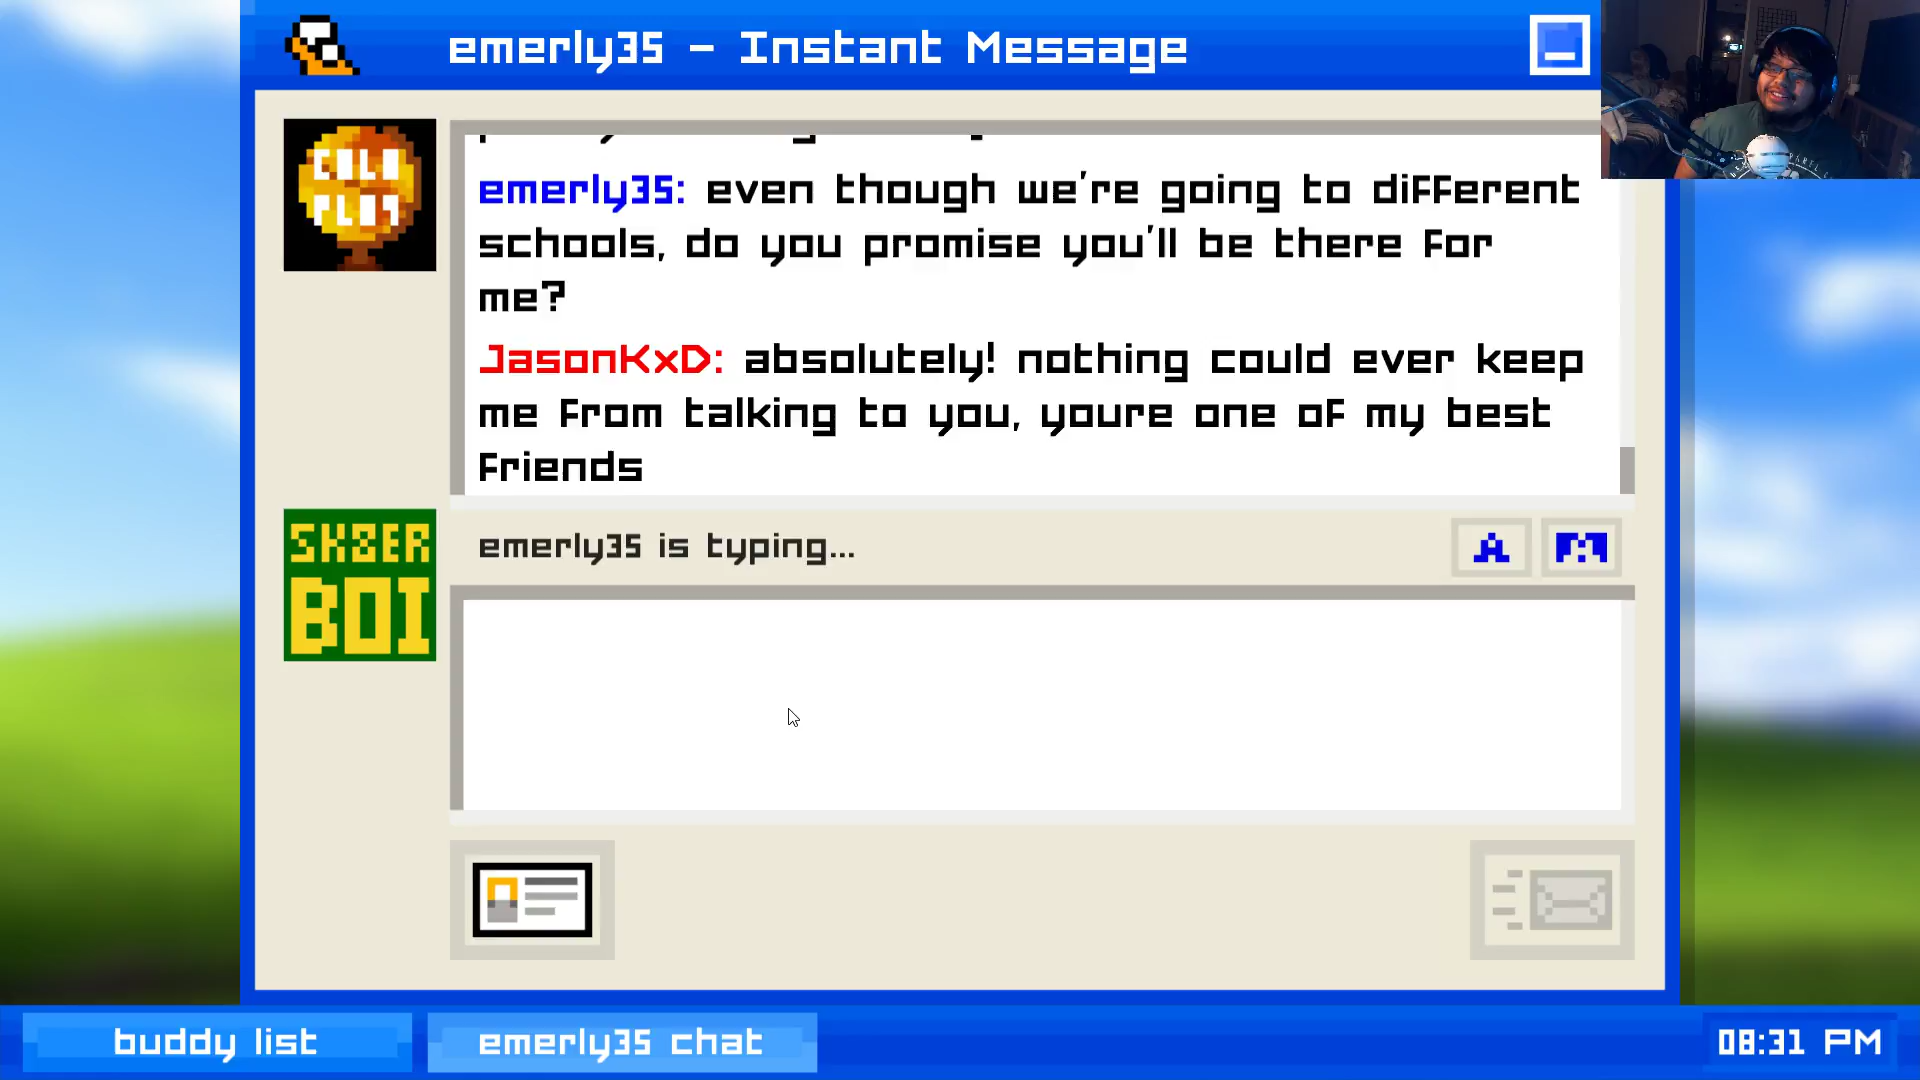 emerly35 - Instant Message
COLD
PLAY
emerly35: even though we're going to different
schools, do you promise you'll be there for
me?
JasonKxD: absolutely! nothing could ever keep
me from talking to you, youre one of my best
friends
SK8ER
BOI
emerly35 is typing...
A
buddy list
emerly35 chat
08:31 PM